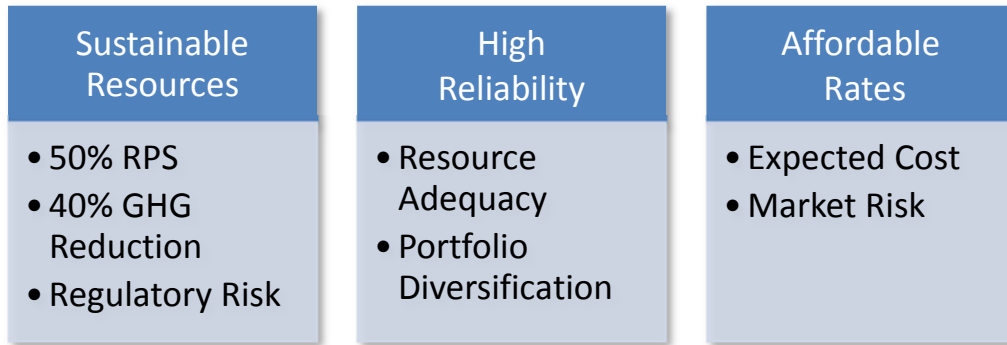 Sustainable
Resources
• 50% RPS
• 40% GHG
Reduction
• Regulatory Risk
High
Reliability
• Resource
Adequacy
• Portfolio
Diversification
Affordable
Rates
• Expected Cost
• Market Risk